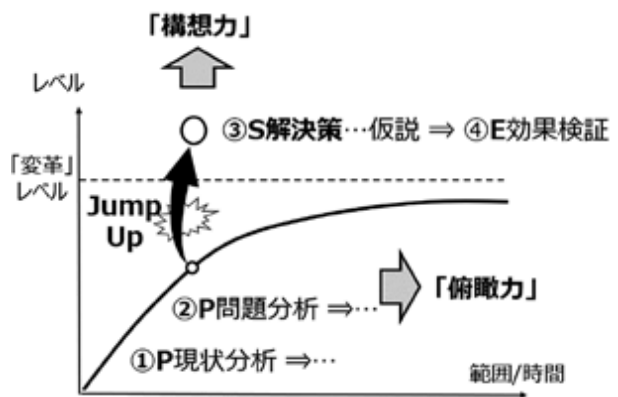 「構想力」
レベル
③S解決策…仮説 ⇒ ④E効果検証
「変革」
レベル
Jump
Up
②P問題分析 ⇒…
「俯瞰力」
①P現状分析 ⇒…
範囲/時間